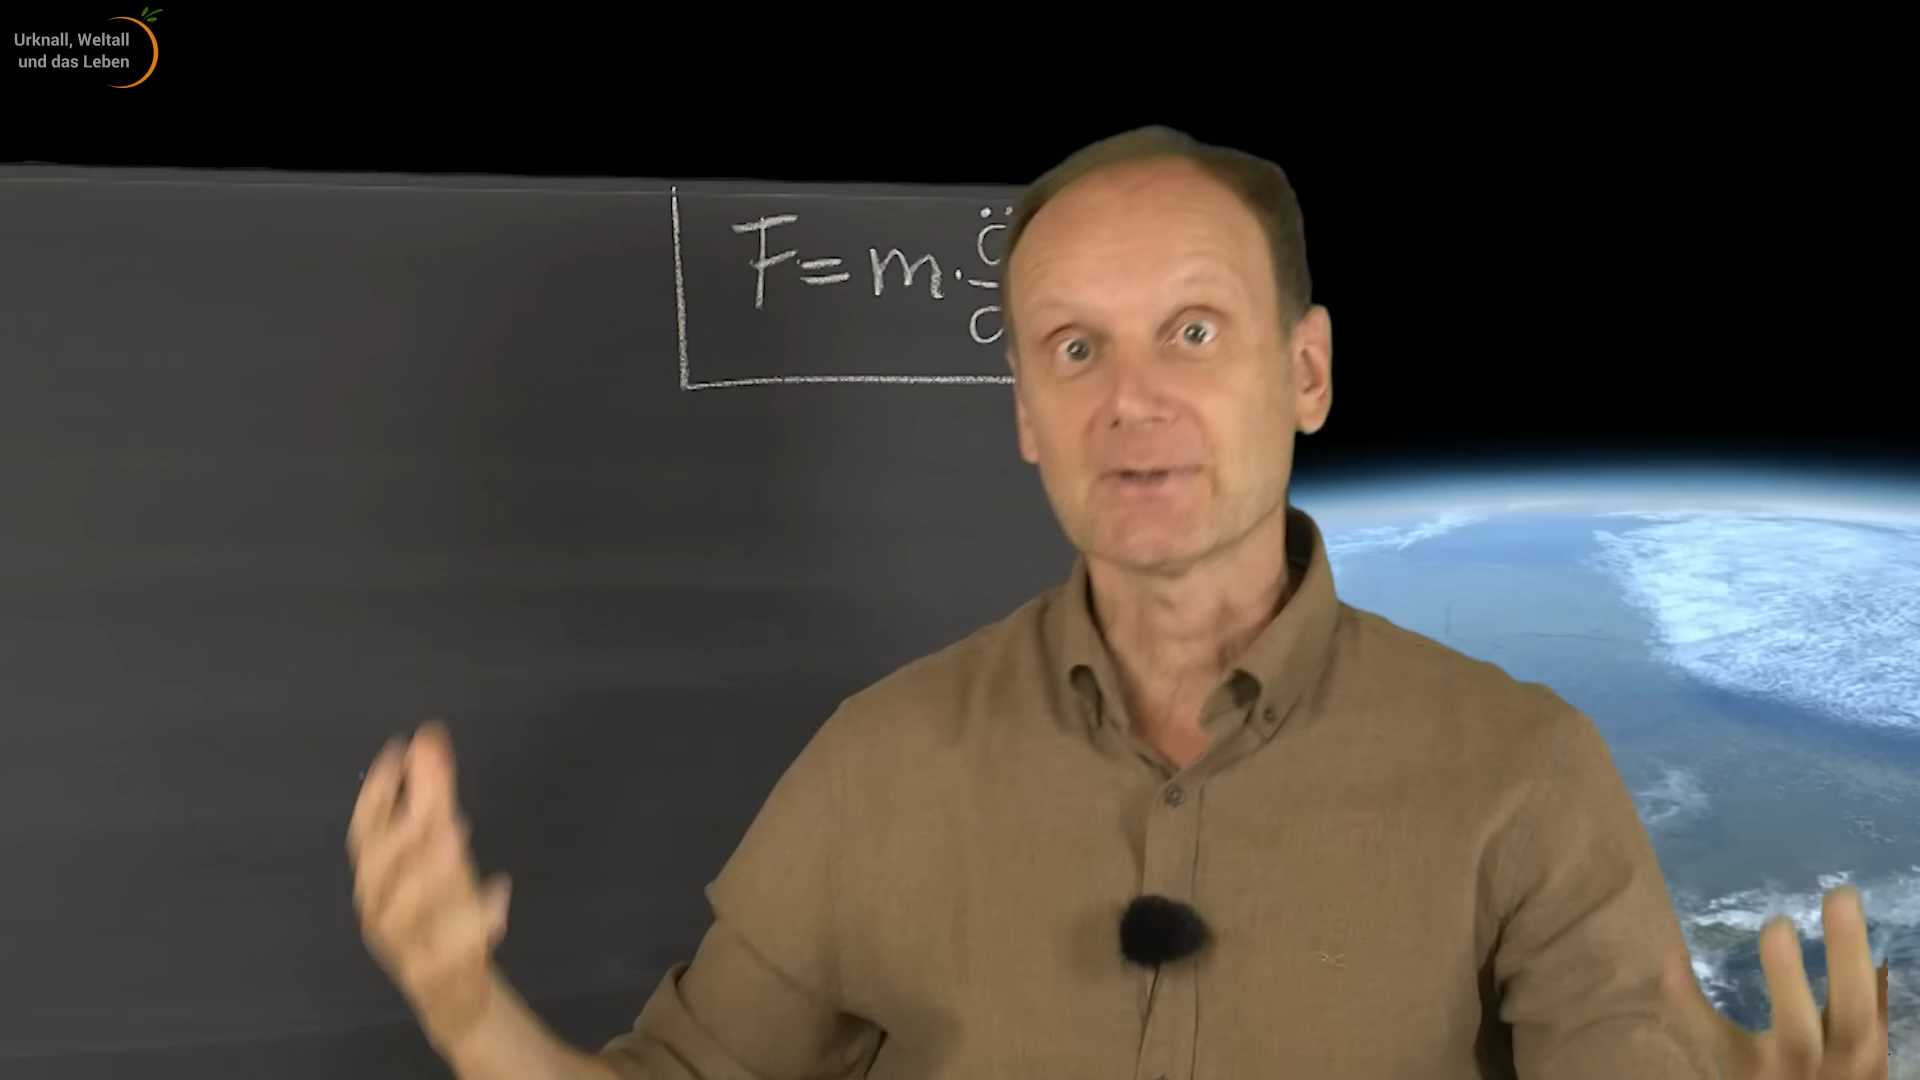 Urknall, Weltall
und das Leben
F = m ·